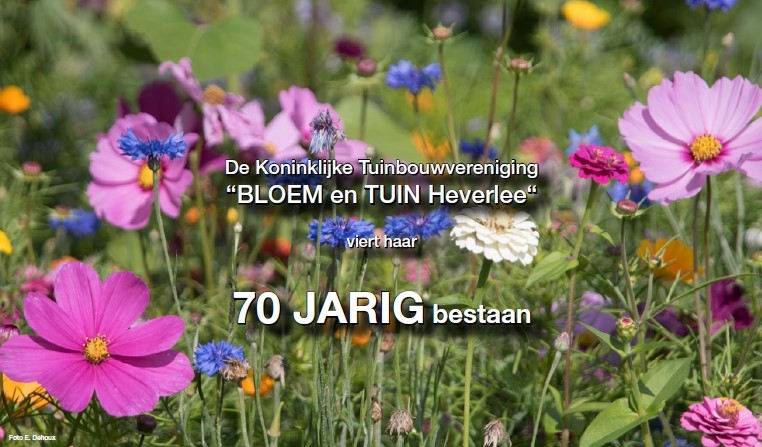 De Koninklijke Tuinbouwvereniging
“BLOEM en TUIN Heverlee“
viert haar
70 JARIG bestaan
Foto E. Dehoux